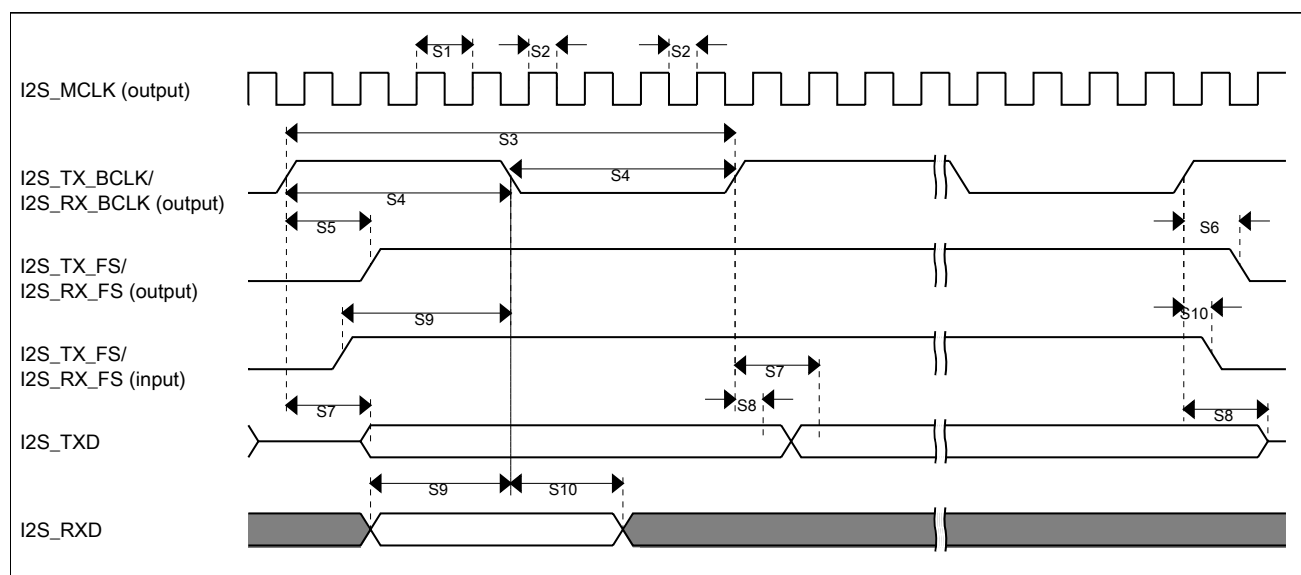 S1
S2
S2
I2S_MCLK (output)
S3
I2S_TX_BCLK/
I2S_RX_BCLK (output)
S4
S4
S5
S6
I2S_TX_FS/
I2S_RX_FS (output)
S9
S10
I2S_TX_FS/
I2S_RX_FS (input)
S7
S7
S8
S8
I2S_TXD
S9
S10
I2S_RXD